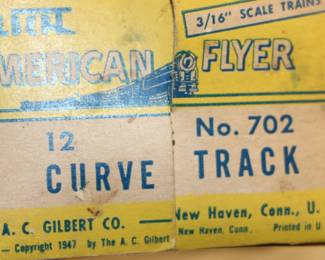 3/16" SCALE TRAINS
AMERICAN FLYER
12 No. 702
CURVE TRACK
A. C. GILBERT CO. New Haven, Conn., U.
Copyright 1947 by The A. C. Gilbert New Haven, Conn. Printed in U